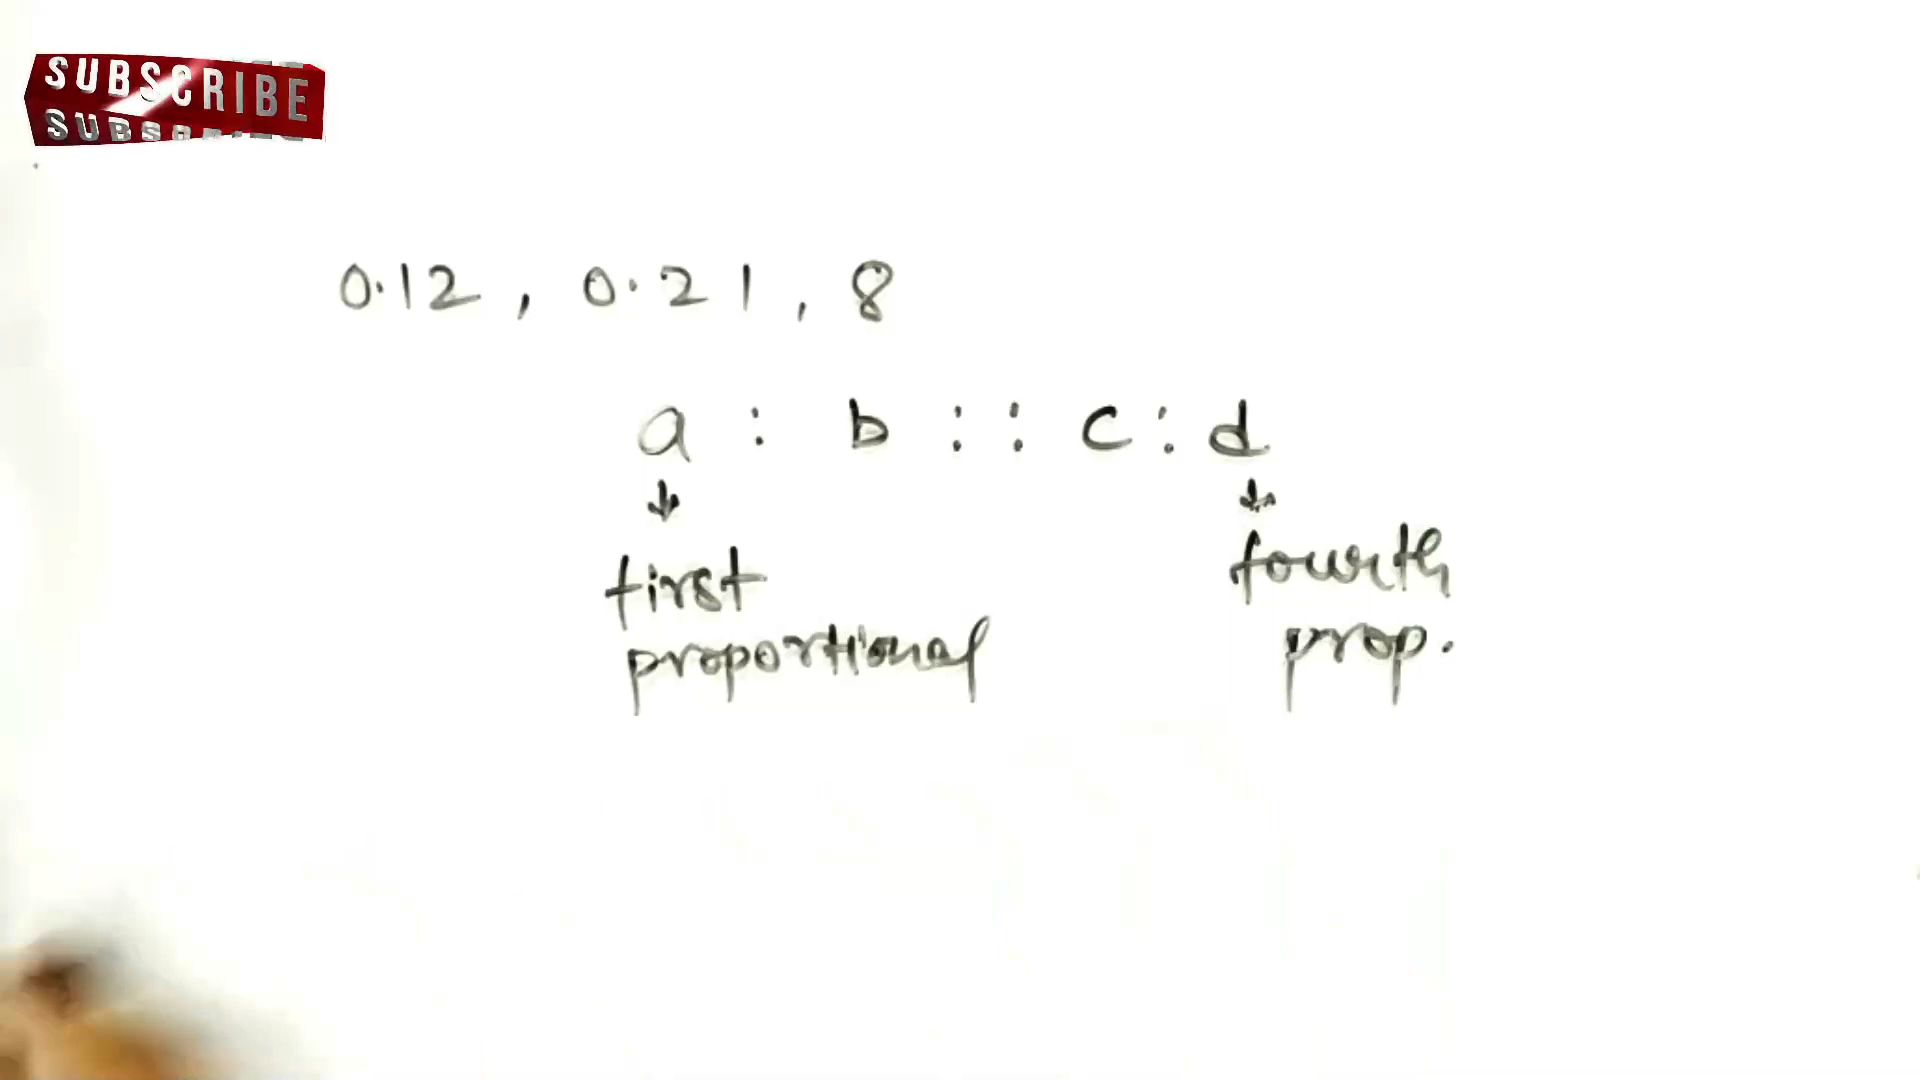 SUBSCRIBE
0.12, 0.21, 8
a : b :: c : d
first
proportional
fourth
prop.